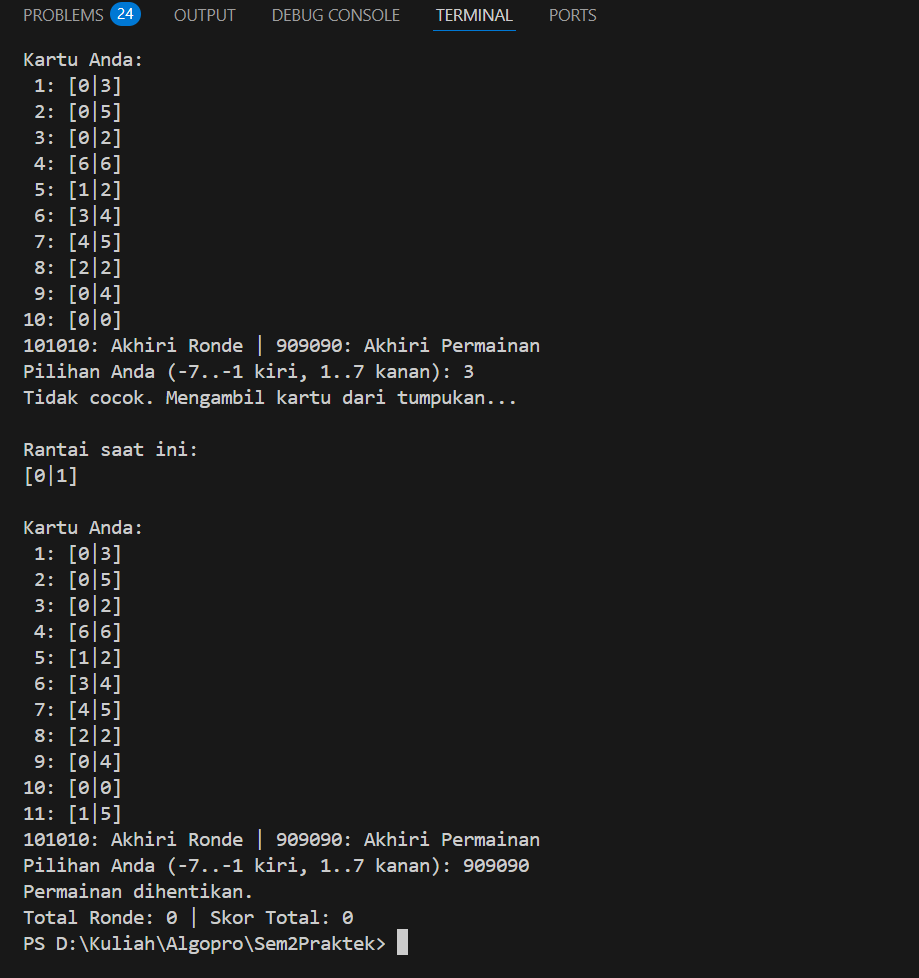 PROBLEMS 24 OUTPUT DEBUG CONSOLE TERMINAL PORTS
Kartu Anda:
1: [0|3]
2: [0|5]
3: [0|2]
4: [6|6]
5: [1|2]
6: [3|4]
7: [4|5]
8: [2|2]
9: [0|4]
10: [0|0]
101010: Akhiri Ronde | 909090: Akhiri Permainan
Pilihan Anda (-7..-1 kiri, 1..7 kanan): 3
Tidak cocok. Mengambil kartu dari tumpukan...
Rantai saat ini:
[0|1]
Kartu Anda:
1: [0|3]
2: [0|5]
3: [0|2]
4: [6|6]
5: [1|2]
6: [3|4]
7: [4|5]
8: [2|2]
9: [0|4]
10: [0|0]
11: [1|5]
101010: Akhiri Ronde | 909090: Akhiri Permainan
Pilihan Anda (-7..-1 kiri, 1..7 kanan): 909090
Permainan dihentikan.
Total Ronde: 0 | Skor Total: 0
PS D:\Kuliah\Algopro\Sem2Praktek>